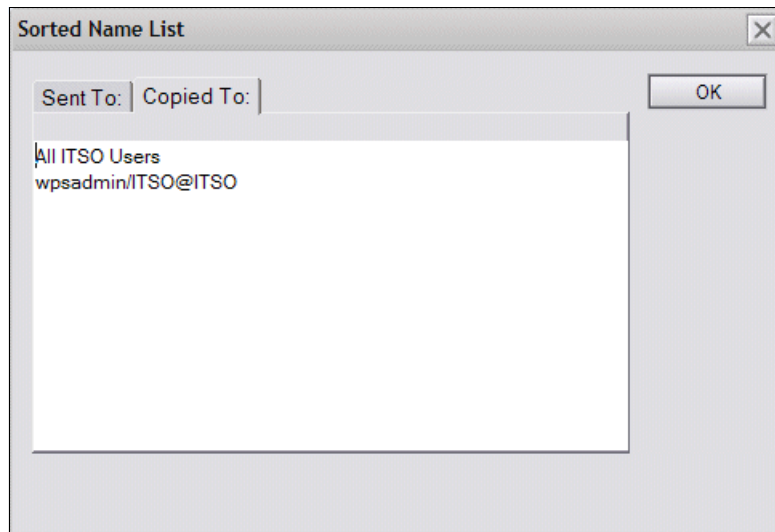 Sorted Name List
Sent To:
Copied To:
OK
All ITSO Users
wpsadmin/ITSO@ITSO